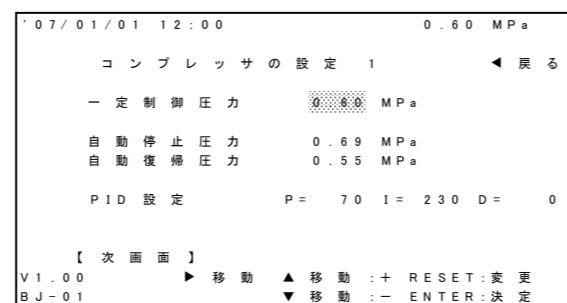 '07/01/01 12:00 0.60 MPa
コンプレッサの設定 1 ◀戻る
一定制御圧力 0.60 MPa
自動停止圧力 0.69 MPa
自動復帰圧力 0.55 MPa
PID設定 P= 70 I= 230 D= 0
【次画面】
V1.00 ▶移動 ▲移動:+ RESET:変更
BJ-01 ▼移動:− ENTER:決定